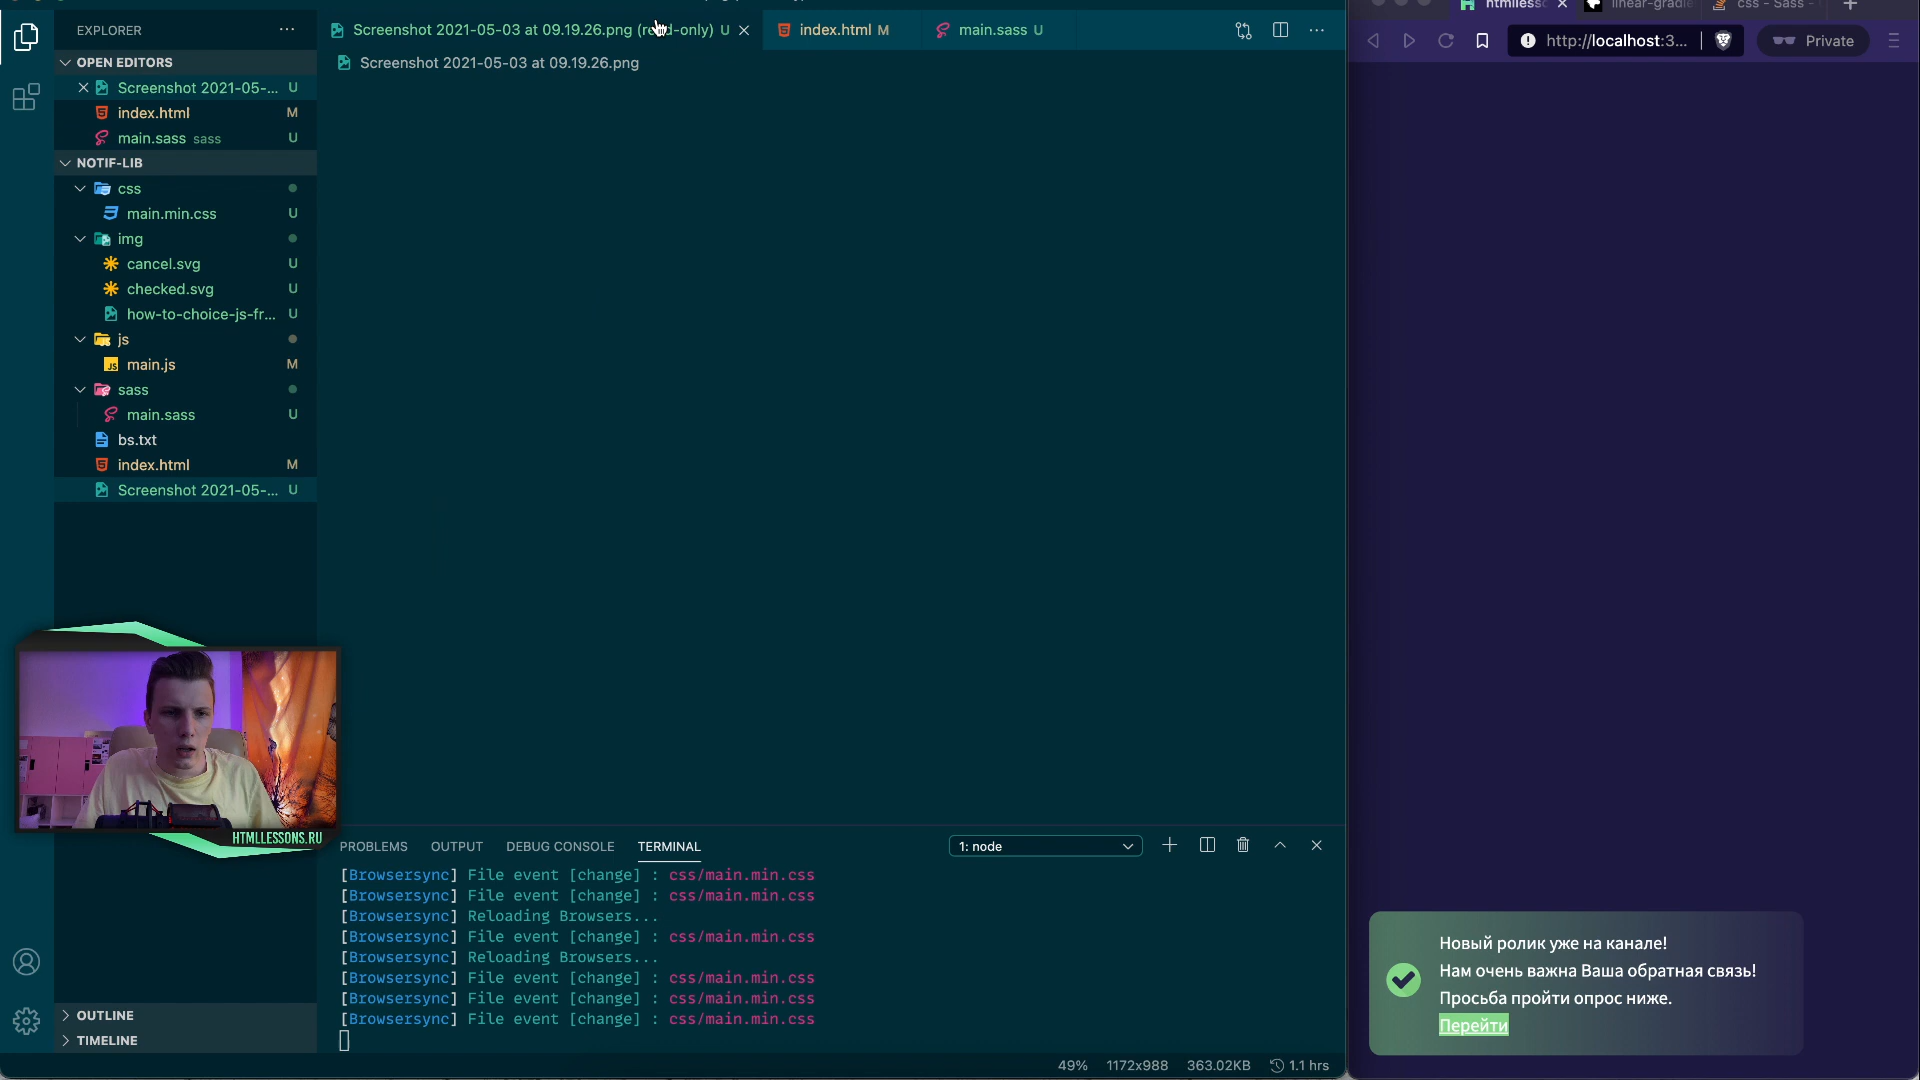 EXPLORER
OPEN EDITORS
Screenshot 2021-05-... U
index.html M
main.sass sass U
NOTIF-LIB
css
main.min.css U
img
cancel.svg U
checked.svg U
how-to-choice-js-fr... U
js
main.js M
sass
main.sass U
bs.txt
index.html M
Screenshot 2021-05-... U
OUTLINE
TIMELINE
HTMLLESSONS.RU
Screenshot 2021-05-03 at 09.19.26.png (read-only) U
index.html M
main.sass U
Screenshot 2021-05-03 at 09.19.26.png
PROBLEMS OUTPUT DEBUG CONSOLE TERMINAL
1: node
[Browsersync] File event [change] : css/main.min.css
[Browsersync] File event [change] : css/main.min.css
[Browsersync] Reloading Browsers...
[Browsersync] File event [change] : css/main.min.css
[Browsersync] Reloading Browsers...
[Browsersync] File event [change] : css/main.min.css
[Browsersync] File event [change] : css/main.min.css
[Browsersync] File event [change] : css/main.min.css
49% 1172x988 363.02KB 1.1 hrs
htmllesso
linear-gradie
css - Sass -
http://localhost:3...
Private
Новый ролик уже на канале!
Нам очень важна Ваша обратная связь!
Просьба пройти опрос ниже.
Перейти